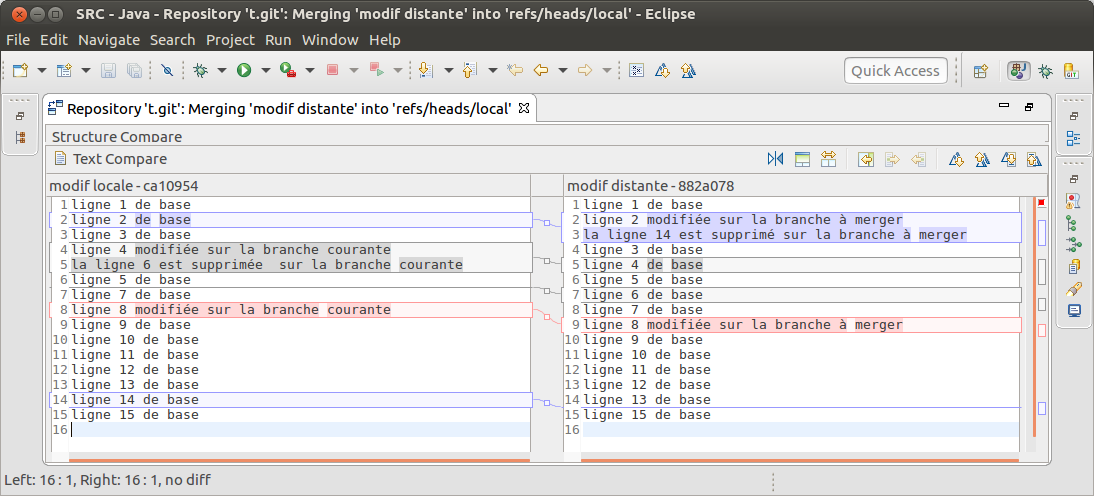 SRC - Java - Repository 't.git': Merging 'modif distante' into 'refs/heads/local' - Eclipse
File Edit Navigate Search Project Run Window Help
Quick Access
GIT
Repository 't.git': Merging 'modif distante' into 'refs/heads/local'
Structure Compare
Text Compare
modif locale - ca10954
1 ligne 1 de base
2 ligne 2 de base
3 ligne 3 de base
4 ligne 4 modifiée sur la branche courante
5 la ligne 6 est supprimée  sur la branche courante
6 ligne 5 de base
7 ligne 7 de base
8 ligne 8 modifiée sur la branche courante
9 ligne 9 de base
10 ligne 10 de base
11 ligne 11 de base
12 ligne 12 de base
13 ligne 13 de base
14 ligne 14 de base
15 ligne 15 de base
16
modif distante - 882a078
1 ligne 1 de base
2 ligne 2 modifiée sur la branche à merger
3 la ligne 14 est supprimé sur la branche à merger
4 ligne 3 de base
5 ligne 4 de base
6 ligne 5 de base
7 ligne 6 de base
8 ligne 7 de base
9 ligne 8 modifiée sur la branche à merger
10 ligne 9 de base
11 ligne 10 de base
12 ligne 11 de base
13 ligne 12 de base
14 ligne 13 de base
15 ligne 15 de base
16
Left: 16 : 1, Right: 16 : 1, no diff